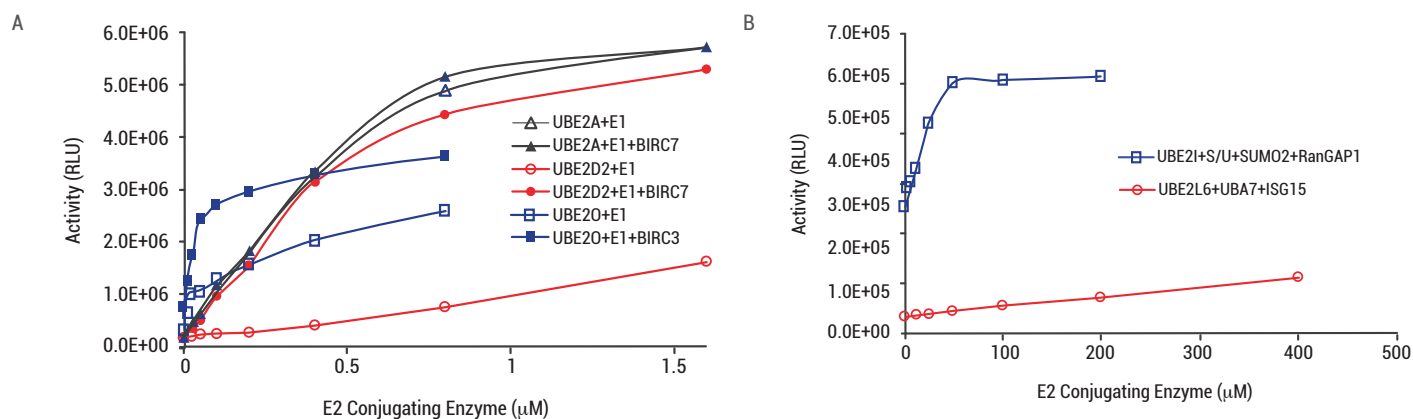 A
Activity (RLU)
6.0E+06
5.0E+06
4.0E+06
3.0E+06
2.0E+06
1.0E+06
0.0E+00
0
0.5
1
1.5
E2 Conjugating Enzyme (μM)
UBE2A+E1
UBE2A+E1+BIRC7
UBE2D2+E1
UBE2D2+E1+BIRC7
UBE2O+E1
UBE2O+E1+BIRC3
B
Activity (RLU)
7.0E+05
6.0E+05
5.0E+05
4.0E+05
3.0E+05
2.0E+05
1.0E+05
0.0E+00
0
100
200
300
400
500
E2 Conjugating Enzyme (μM)
UBE2I+S/U+SUMO2+RanGAP1
UBE2L6+UBA7+ISG15